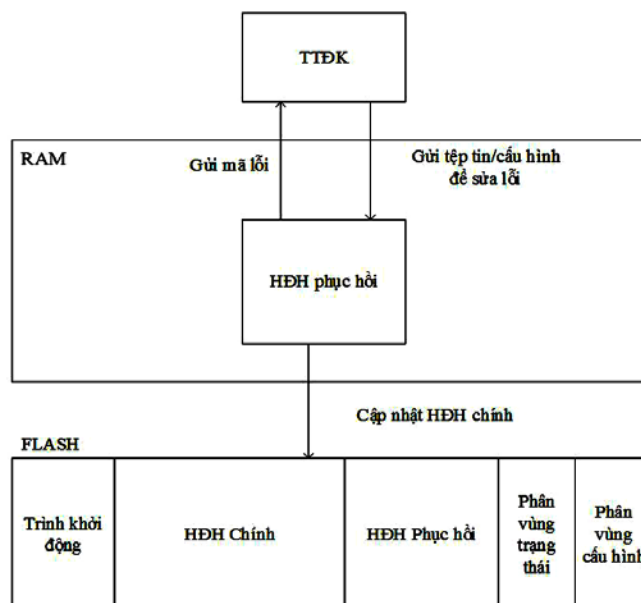 TTĐK
RAM
Gửi mã lỗi
Gửi tệp tin/cấu hình
để sửa lỗi
HĐH phục hồi
Cập nhật HĐH chính
FLASH
Trình khởi
động
HĐH Chính
HĐH Phục hồi
Phân
vùng
trạng
thái
Phân
vùng
cấu hình